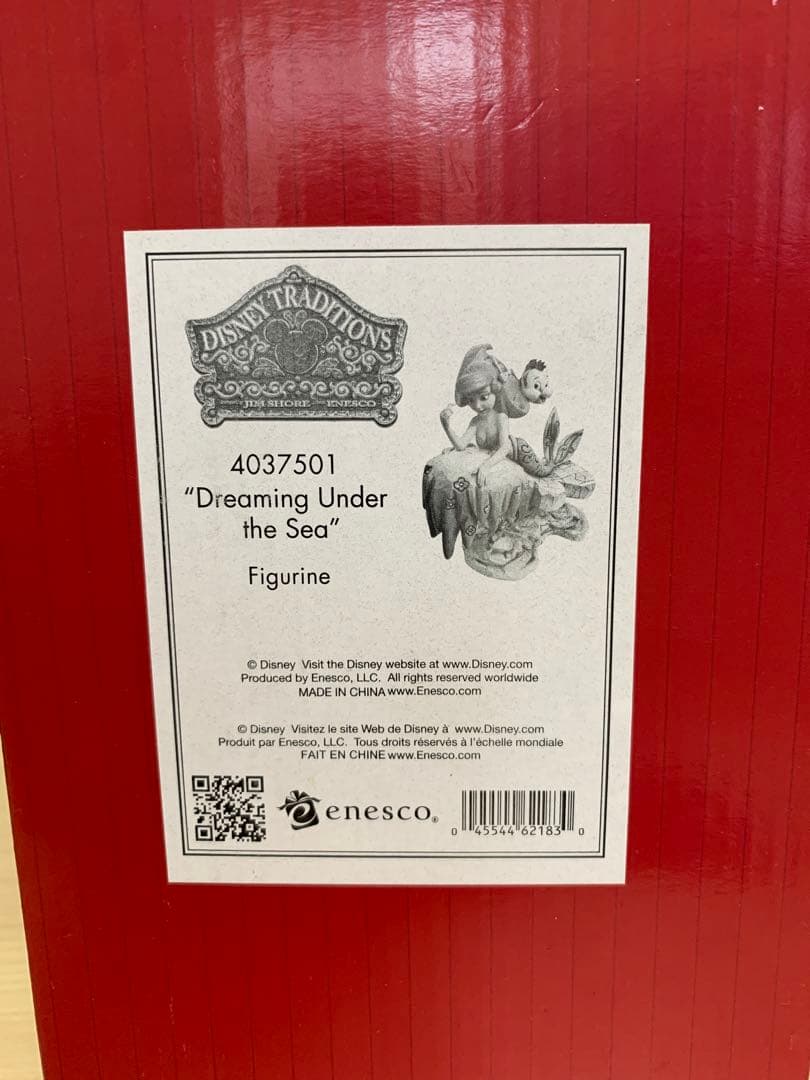 DISNEY TRADITIONS
JIM SHORE ENESCO
4037501
“Dreaming Under
the Sea”
Figurine
© Disney Visit the Disney website at www.Disney.com
Produced by Enesco, LLC. All rights reserved worldwide
MADE IN CHINA www.Enesco.com
© Disney Visitez le site Web de Disney à www.Disney.com
Produit par Enesco, LLC. Tous droits réservés à l'échelle mondiale
FAIT EN CHINE www.Enesco.com
enesco®
0 45544 62183 0